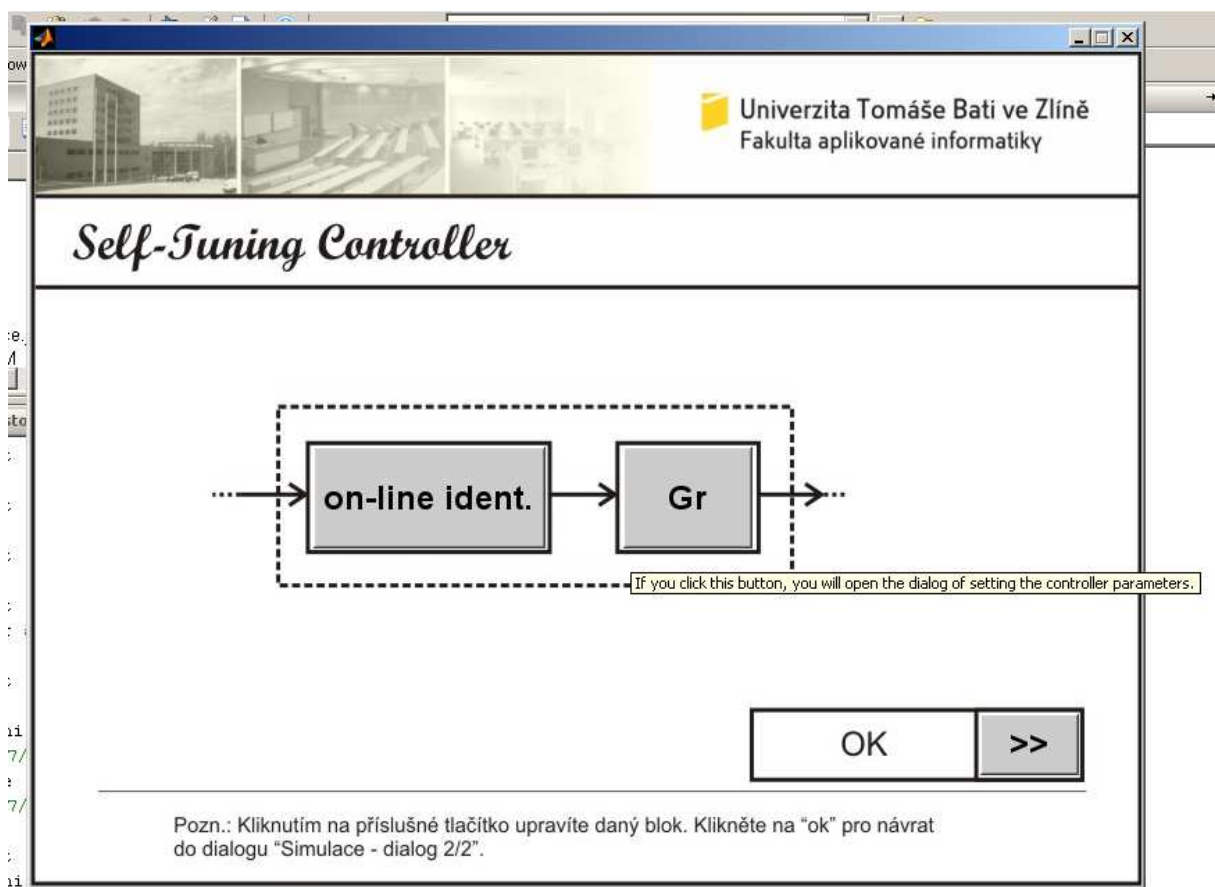 Univerzita Tomáše Bati ve Zlíně
Fakulta aplikované informatiky
Self-Tuning Controller
on-line ident.
Gr
If you click this button, you will open the dialog of setting the controller parameters.
OK
>>
Pozn.: Kliknutím na příslušné tlačítko upravíte daný blok. Klikněte na “ok” pro návrat
do dialogu “Simulace - dialog 2/2”.